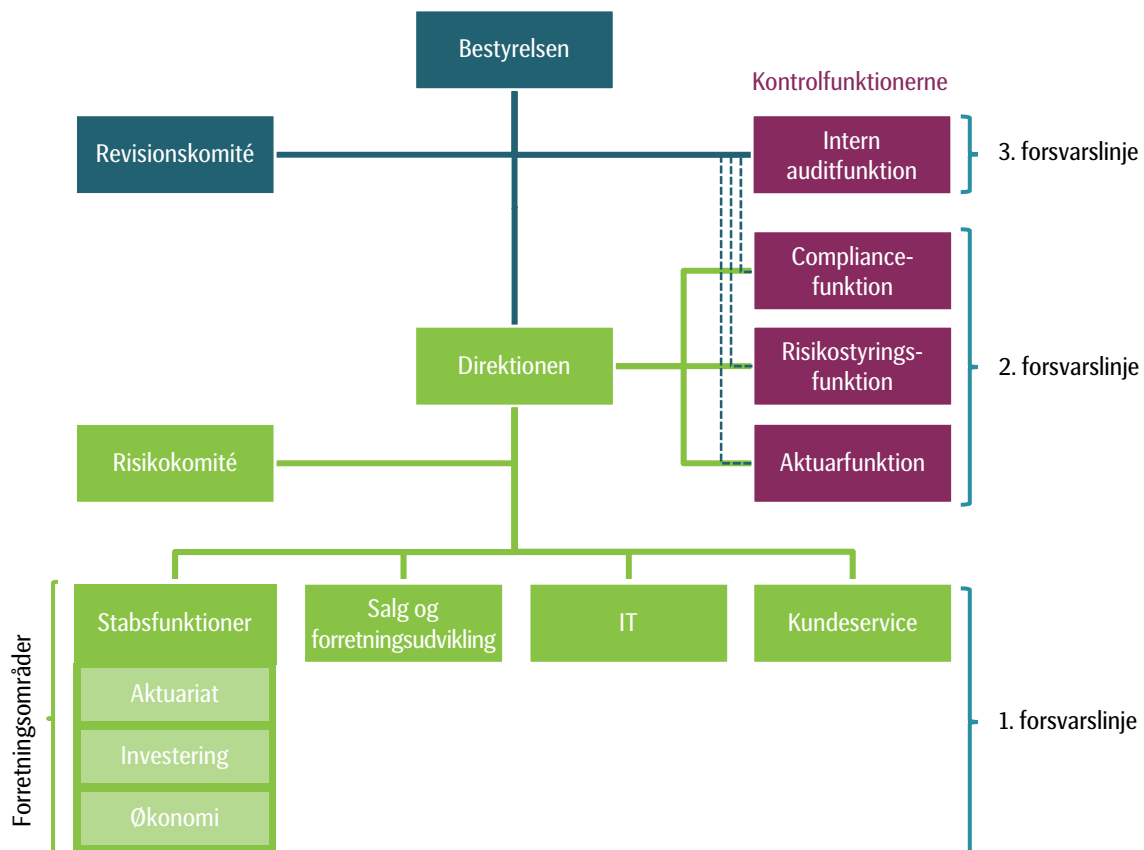 Bestyrelsen
Kontrolfunktionerne
Revisionskomité
Intern
auditfunktion
3. forsvarslinje
Compliance-
funktion
Direktionen
Risikostyrings-
funktion
2. forsvarslinje
Risikokomité
Aktuarfunktion
Forretningsområder
Stabsfunktioner
Salg og
forretningsudvikling
IT
Kundeservice
Aktuariat
Investering
Økonomi
1. forsvarslinje